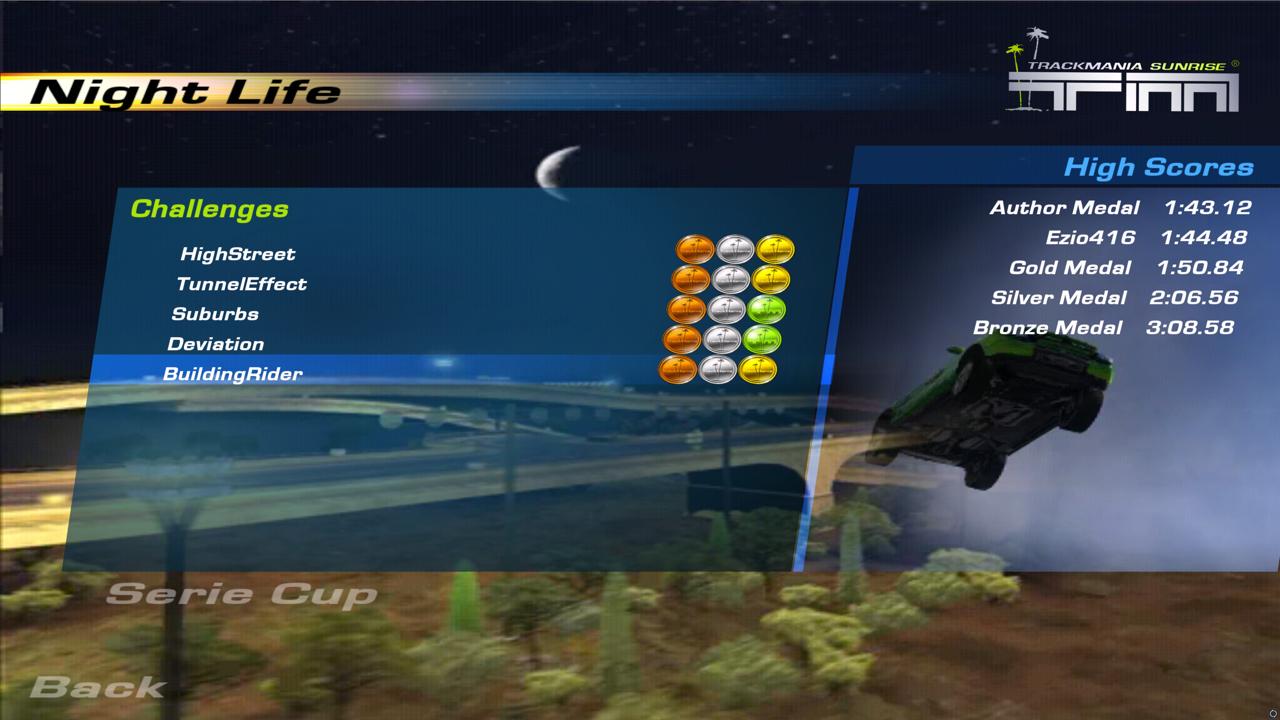 Night Life
TRACKMANIA SUNRISE ®
TM
High Scores
Author Medal 1:43.12
Ezio416 1:44.48
Gold Medal 1:50.84
Silver Medal 2:06.56
Bronze Medal 3:08.58
Challenges
HighStreet
TunnelEffect
Suburbs
Deviation
BuildingRider
Serie Cup
Back